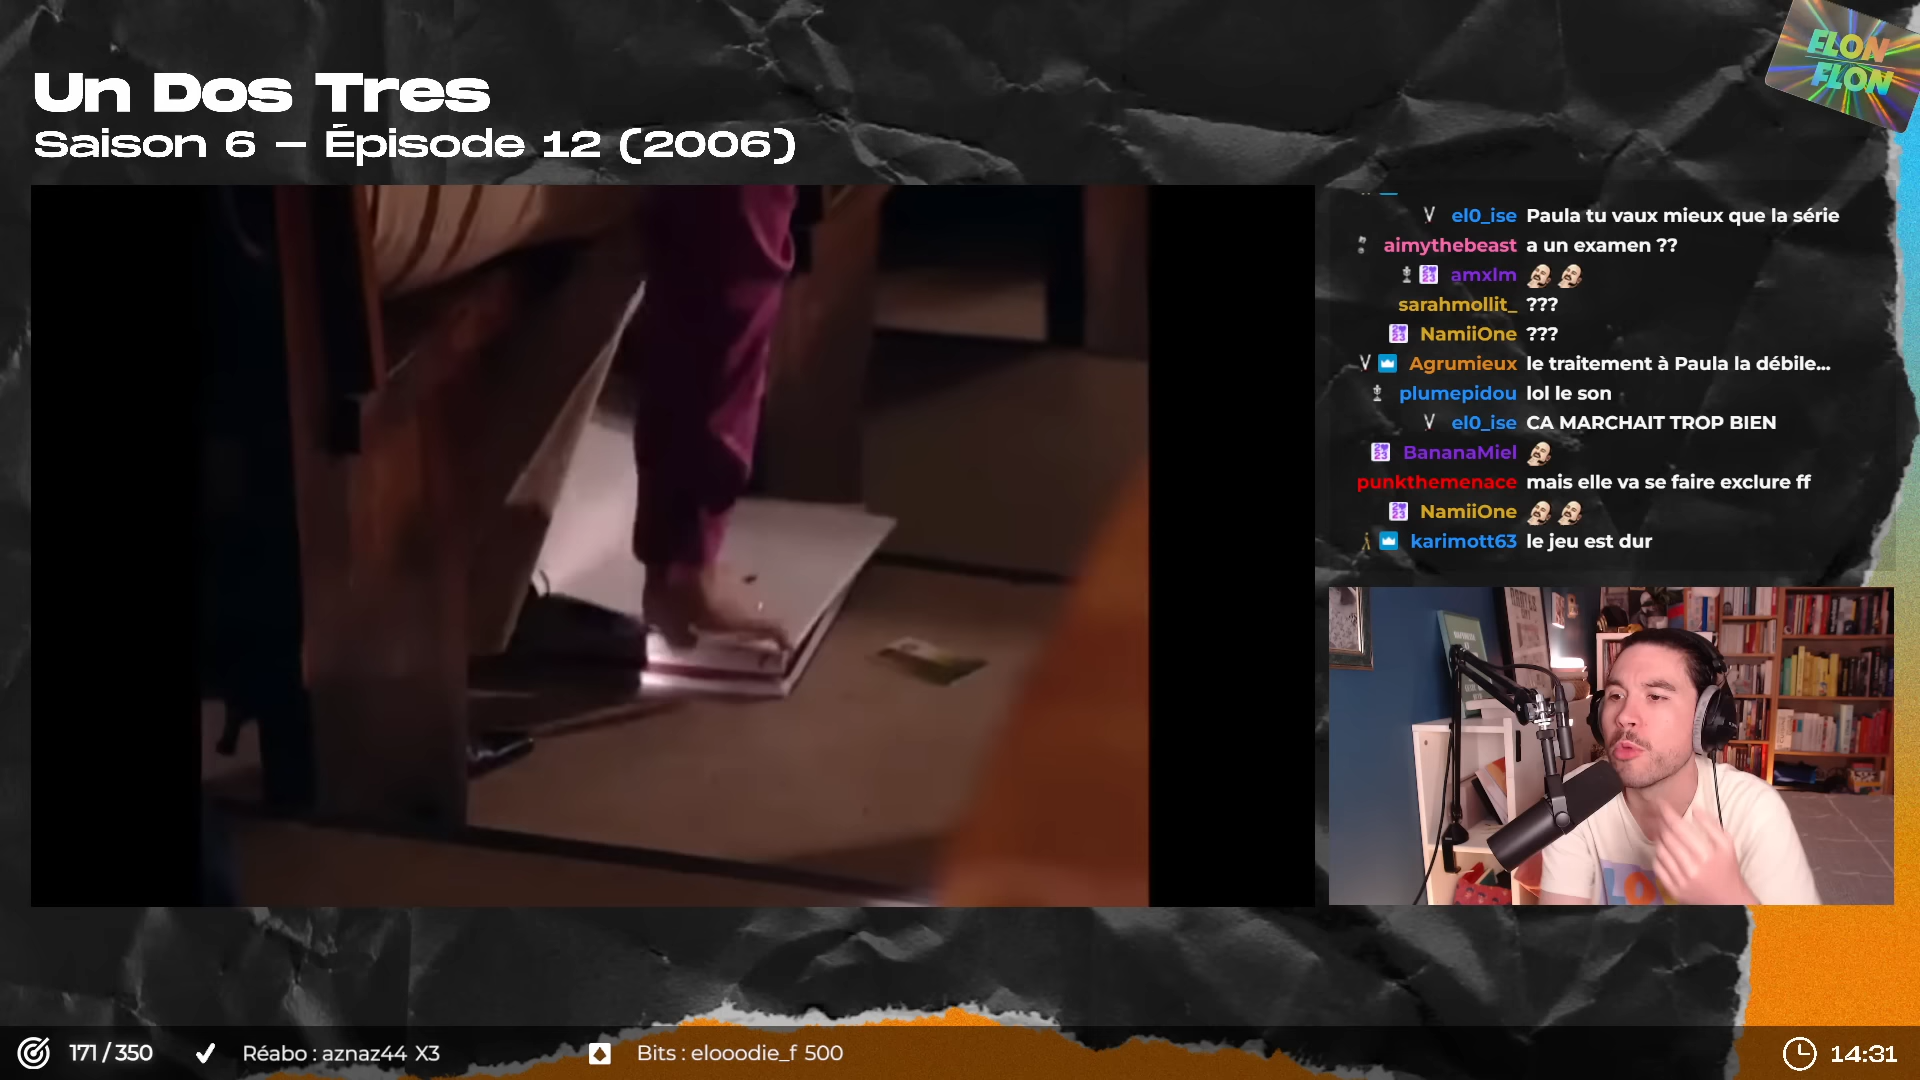 Un Dos Tres
Saison 6 – Épisode 12 (2006)
FLON
FLON
el0_ise Paula tu vaux mieux que la série
aimythebeast a un examen ??
amxlm
sarahmollit_ ???
NamiiOne ???
Agrumieux le traitement à Paula la débile...
plumepidou lol le son
el0_ise CA MARCHAIT TROP BIEN
BananaMiel
punkthemenace mais elle va se faire exclure ff
NamiiOne
karimott63 le jeu est dur
171 / 350
Réabo : aznaz44 X3
Bits : elooodie_f 500
14:31